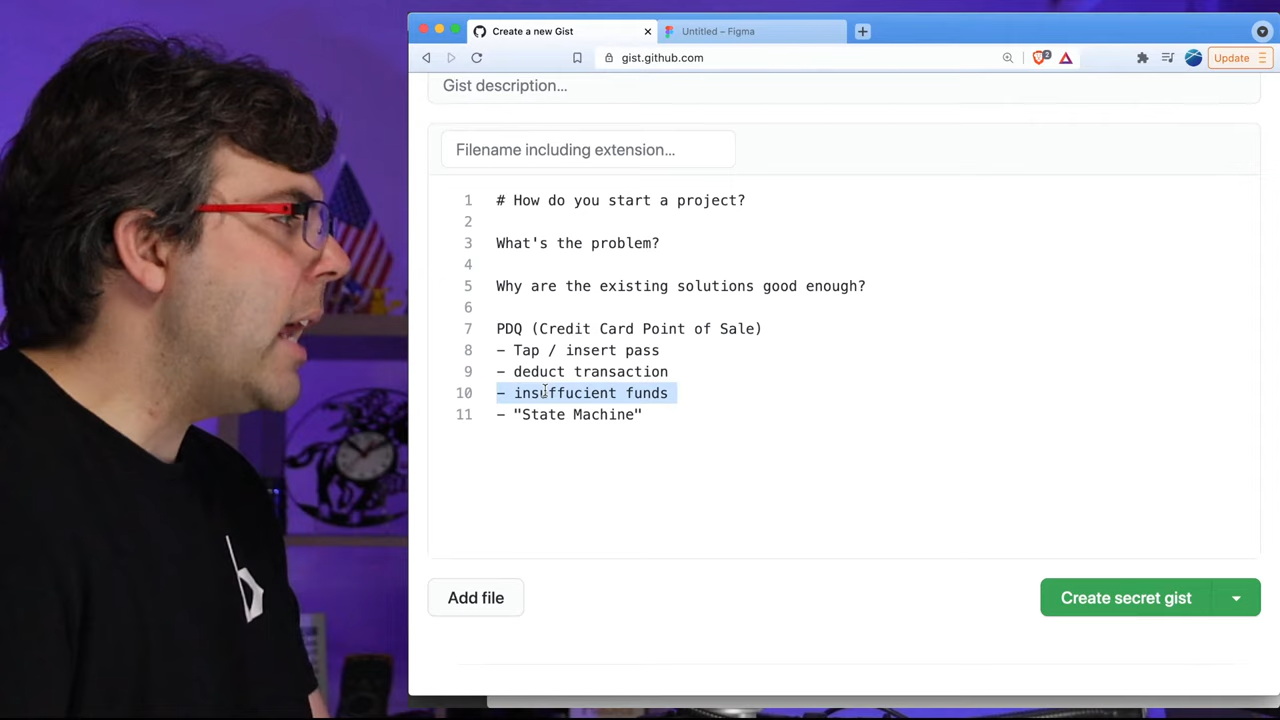 Create a new Gist
Untitled – Figma
gist.github.com
2
Update
Gist description...
Filename including extension...
1 # How do you start a project?
2
3 What's the problem?
4
5 Why are the existing solutions good enough?
6
7 PDQ (Credit Card Point of Sale)
8 - Tap / insert pass
9 - deduct transaction
10 - insuffucient funds
11 - "State Machine"
Add file
Create secret gist